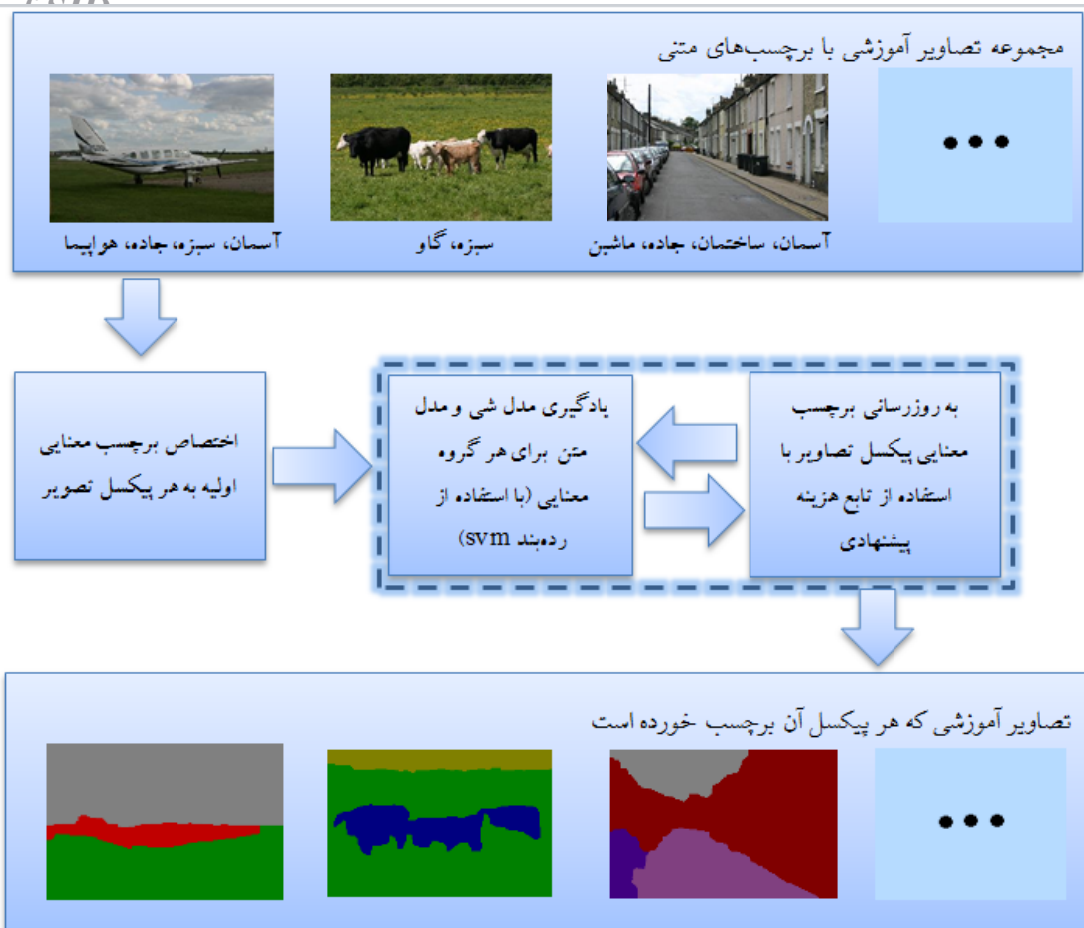 مجموعه تصاویر آموزشی با برچسب‌های متنی
آسمان، ساختمان، جاده، ماشین
سبزه، گاو
آسمان، سبزه، جاده، هواپیما
اختصاص برچسب معنایی
اولیه به هر پیکسل تصویر
یادگیری مدل شی و مدل
متن برای هر گروه
معنایی (با استفاده از
رده‌بند svm)
به روزرسانی برچسب
معنایی پیکسل تصاویر با
استفاده از تابع هزینه
پیشنهادی
تصاویر آموزشی که هر پیکسل آن برچسب خورده است